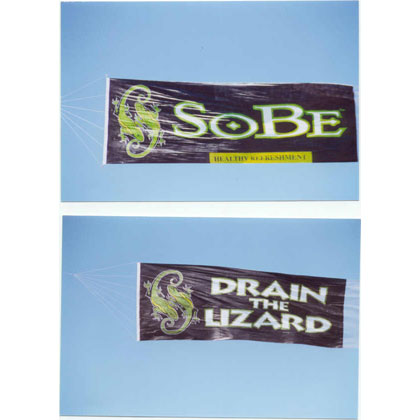 SOBE
HEALTHY REFRESHMENT
DRAIN
THE
LIZARD